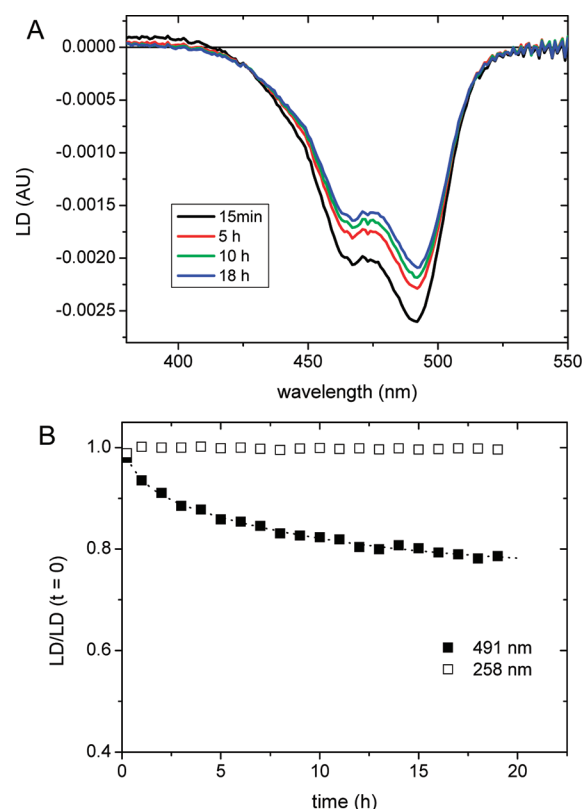 A
0.0000
-0.0005
-0.0010
-0.0015
-0.0020
-0.0025
LD (AU)
15min
5 h
10 h
18 h
400
450
500
550
wavelength (nm)
B
1.0
0.8
0.6
0.4
LD/LD (t = 0)
491 nm
258 nm
0
5
10
15
20
time (h)